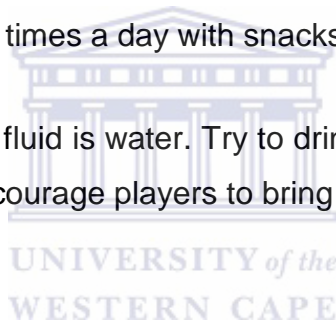 times a day with snacks
fluid is water. Try to drin
courage players to bring
UNIVERSITY of the
WESTERN CAPE